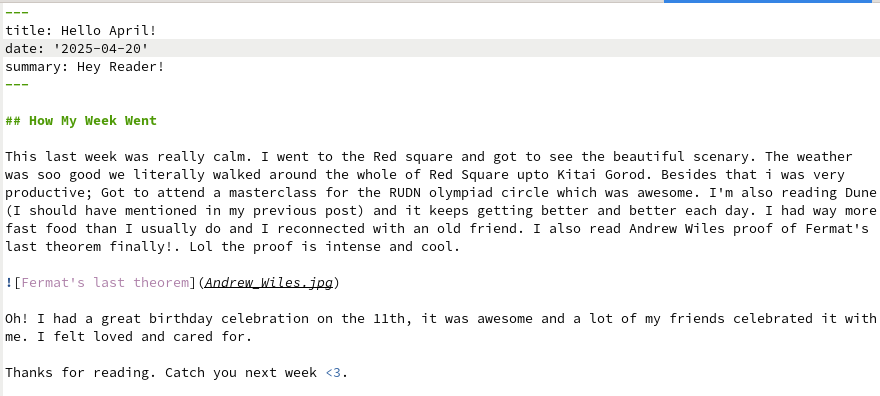 ---
title: Hello April!
date: '2025-04-20'
summary: Hey Reader!
---
## How My Week Went
This last week was really calm. I went to the Red square and got to see the beautiful scenery. The weather
was soo good we literally walked around the whole of Red Square upto Kitai Gorod. Besides that i was very
productive; Got to attend a masterclass for the RUDN olympiad circle which was awesome. I'm also reading Dune
(I should have mentioned in my previous post) and it keeps getting better and better each day. I had way more
fast food than I usually do and I reconnected with an old friend. I also read Andrew Wiles proof of Fermat's
last theorem finally!. Lol the proof is intense and cool.
![Fermat's last theorem](Andrew_Wiles.jpg)
Oh! I had a great birthday celebration on the 11th, it was awesome and a lot of my friends celebrated it with
me. I felt loved and cared for.
Thanks for reading. Catch you next week <3.